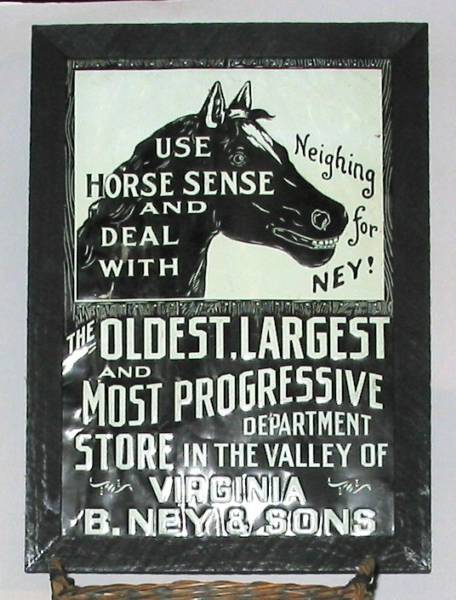 USE
HORSE SENSE
AND
DEAL
WITH
Neighing
for
NEY!
THE OLDEST, LARGEST
AND
MOST PROGRESSIVE
DEPARTMENT
STORE IN THE VALLEY OF
VIRGINIA
B. NEY & SONS